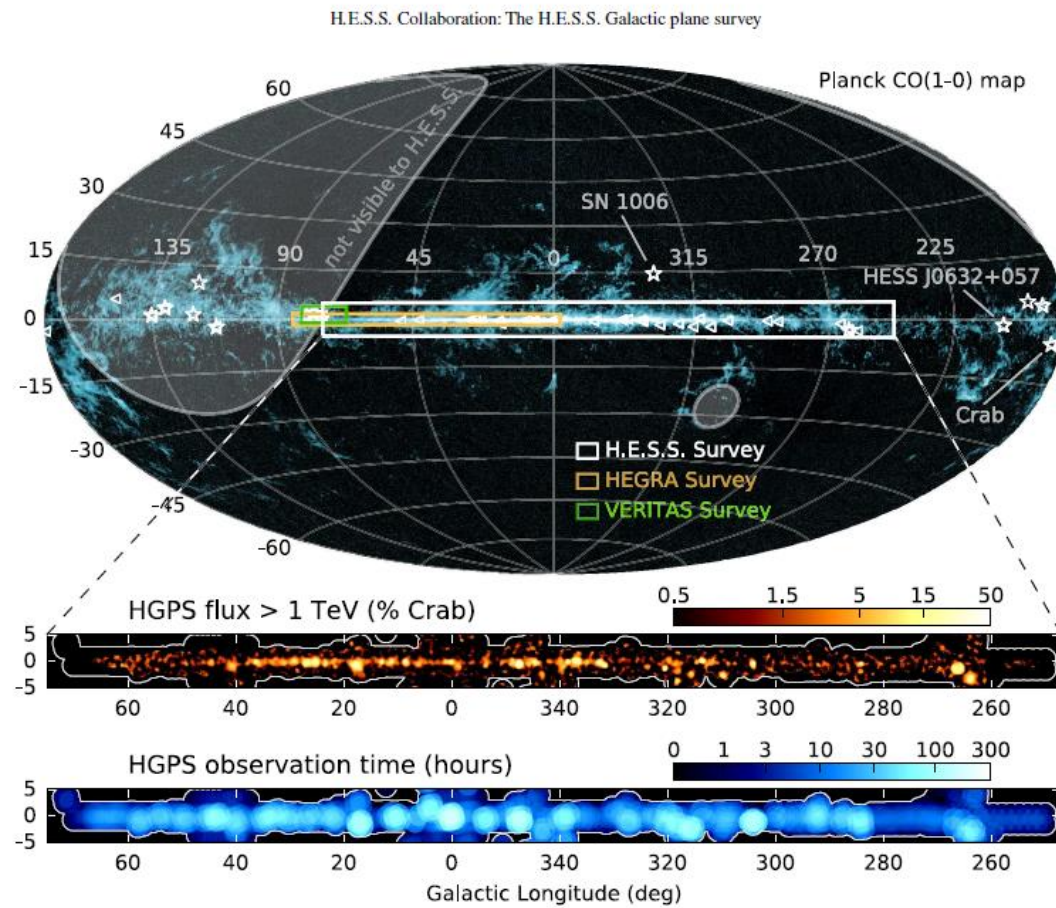 H.E.S.S. Collaboration: The H.E.S.S. Galactic plane survey
Planck CO(1-0) map
60
45
30
15
0
-15
-30
-45
-60
135
90
45
0
315
270
225
not visible to H.E.S.S.
SN 1006
HESS J0632+057
Crab
H.E.S.S. Survey
HEGRA Survey
VERITAS Survey
HGPS flux > 1 TeV (% Crab)
0.5 1.5 5 15 50
5
0
-5
60 40 20 0 340 320 300 280 260
HGPS observation time (hours)
0 1 3 10 30 100 300
5
0
-5
60 40 20 0 340 320 300 280 260
Galactic Longitude (deg)